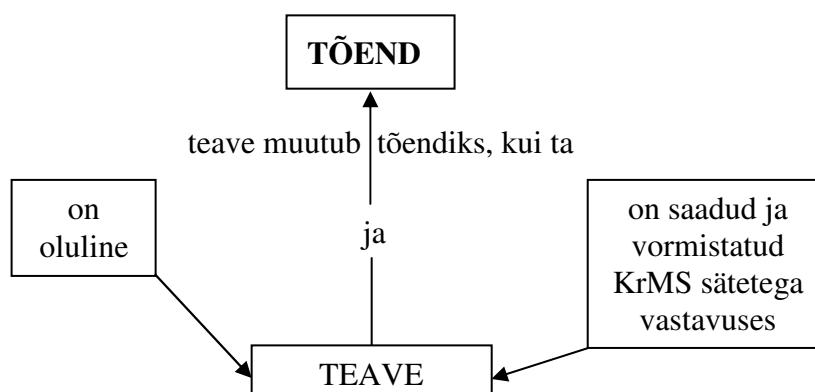 TÕEND
teave muutub tõendiks, kui ta
on
oluline
ja
on saadud ja
vormistatud
KrMS sätetega
vastavuses
TEAVE